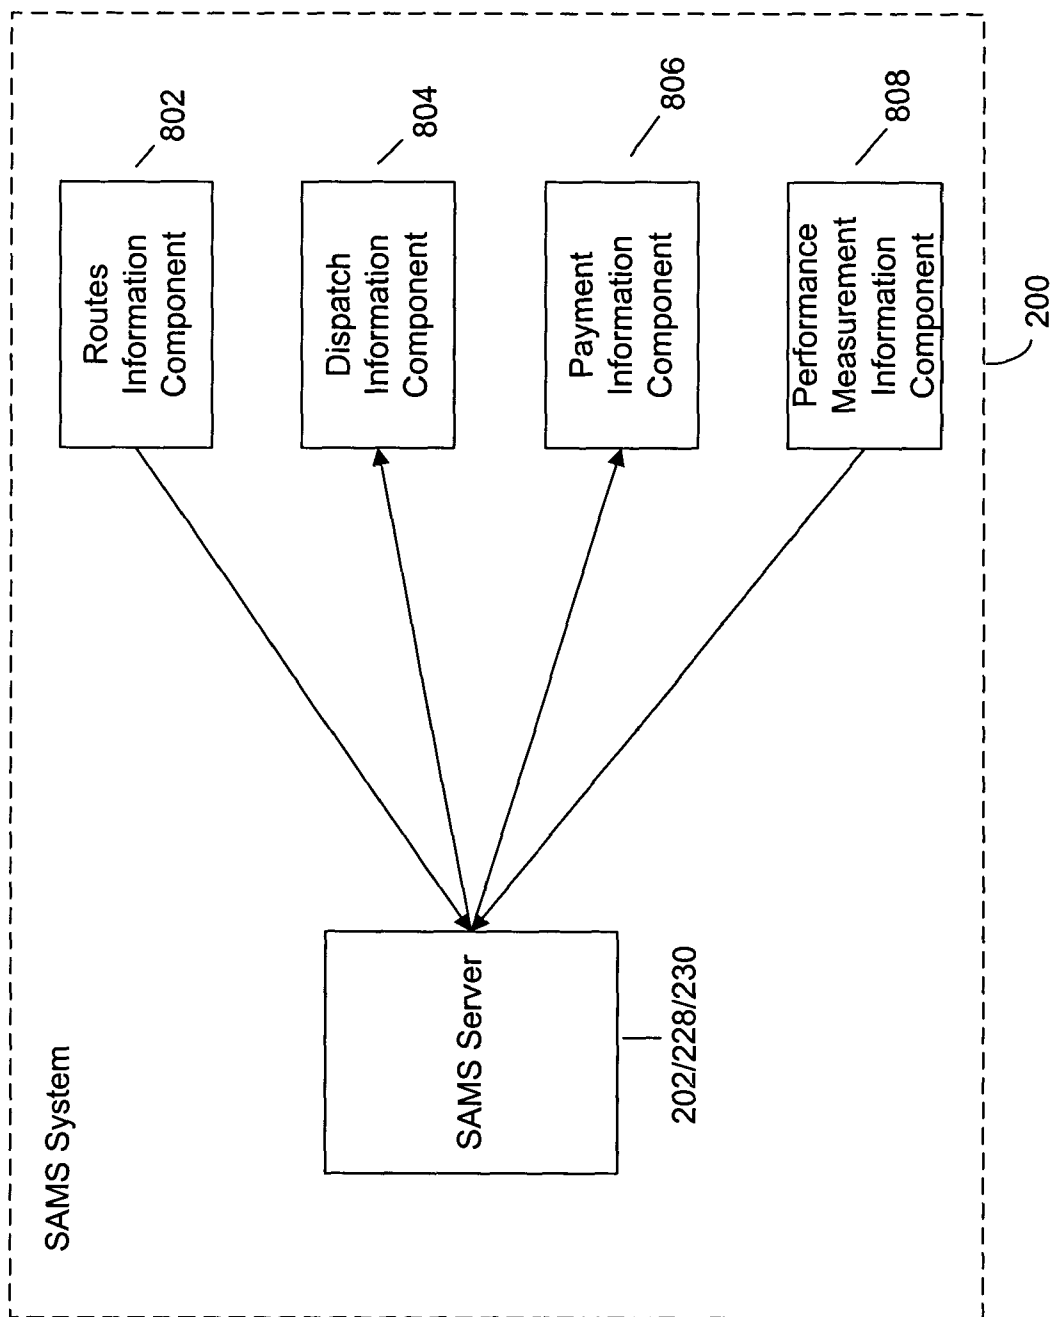 SAMS System
SAMS Server
202/228/230
Routes
Information
Component
802
Dispatch
Information
Component
804
Payment
Information
Component
806
Performance
Measurement
Information
Component
808
200